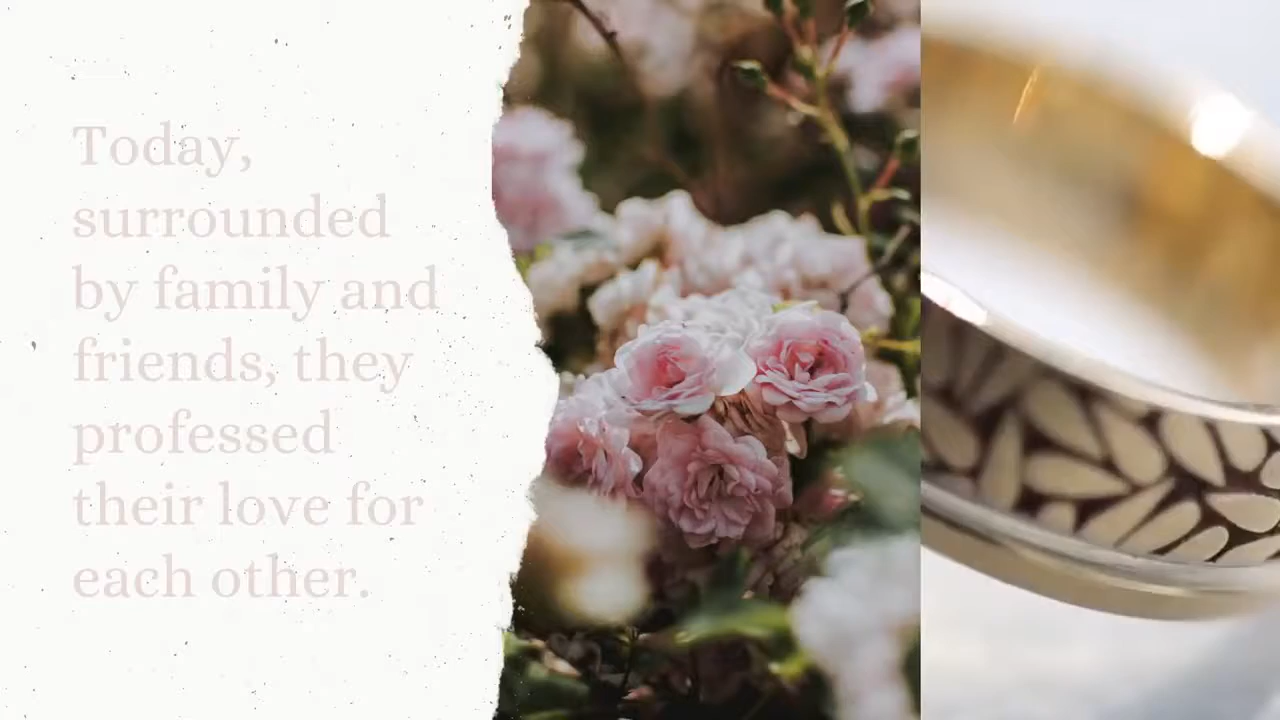 Today,
surrounded
by family and
friends, they
professed
their love for
each other.